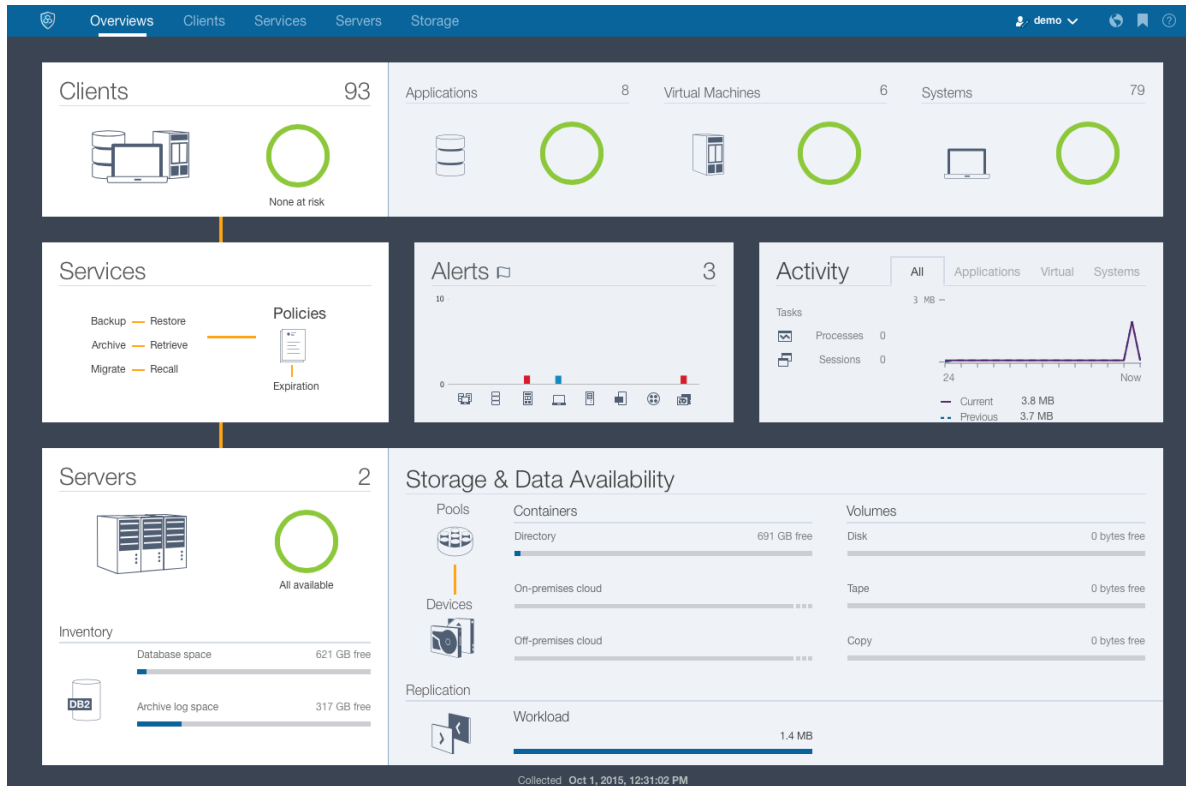 Overviews Clients Services Servers Storage demo ?
Clients 93
None at risk
Applications 8
Virtual Machines 6
Systems 79
Services
Backup Restore
Archive Retrieve
Migrate Recall
Policies
Expiration
Alerts 3
10
0
Activity All Applications Virtual Systems
Tasks
Processes 0
Sessions 0
3 MB
24 Now
Current 3.8 MB
Previous 3.7 MB
Servers 2
All available
Inventory
DB2
Database space 621 GB free
Archive log space 317 GB free
Storage & Data Availability
Pools
Devices
Containers
Directory 691 GB free
On-premises cloud
Off-premises cloud
Volumes
Disk 0 bytes free
Tape 0 bytes free
Copy 0 bytes free
Replication
Workload
1.4 MB
Collected Oct 1, 2015, 12:31:02 PM